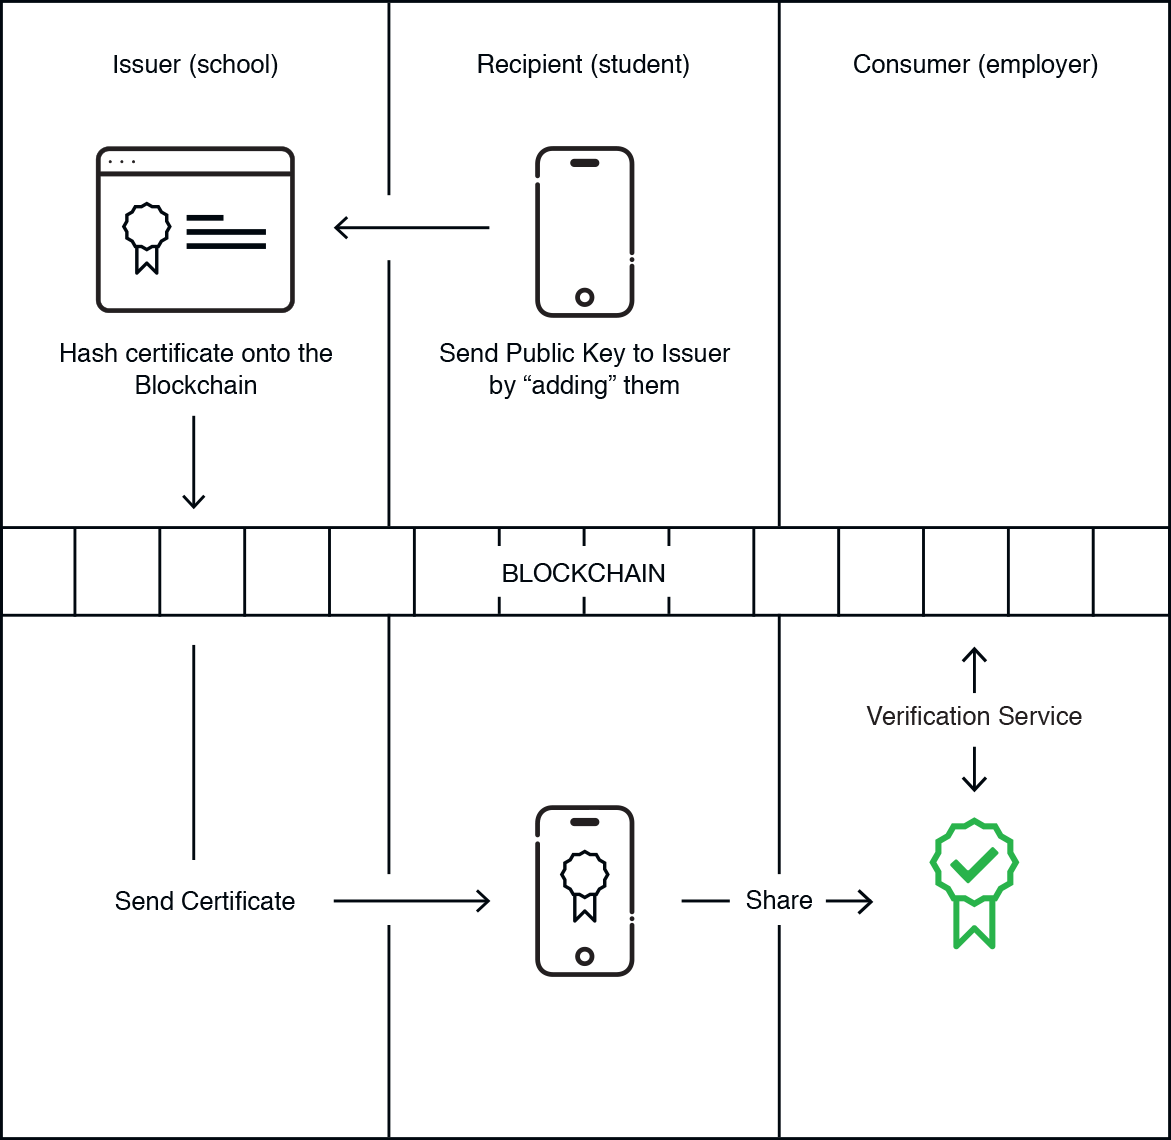 Issuer (school)
Recipient (student)
Consumer (employer)
Hash certificate onto the
Blockchain
Send Public Key to Issuer
by “adding” them
BLOCKCHAIN
Verification Service
Send Certificate
Share